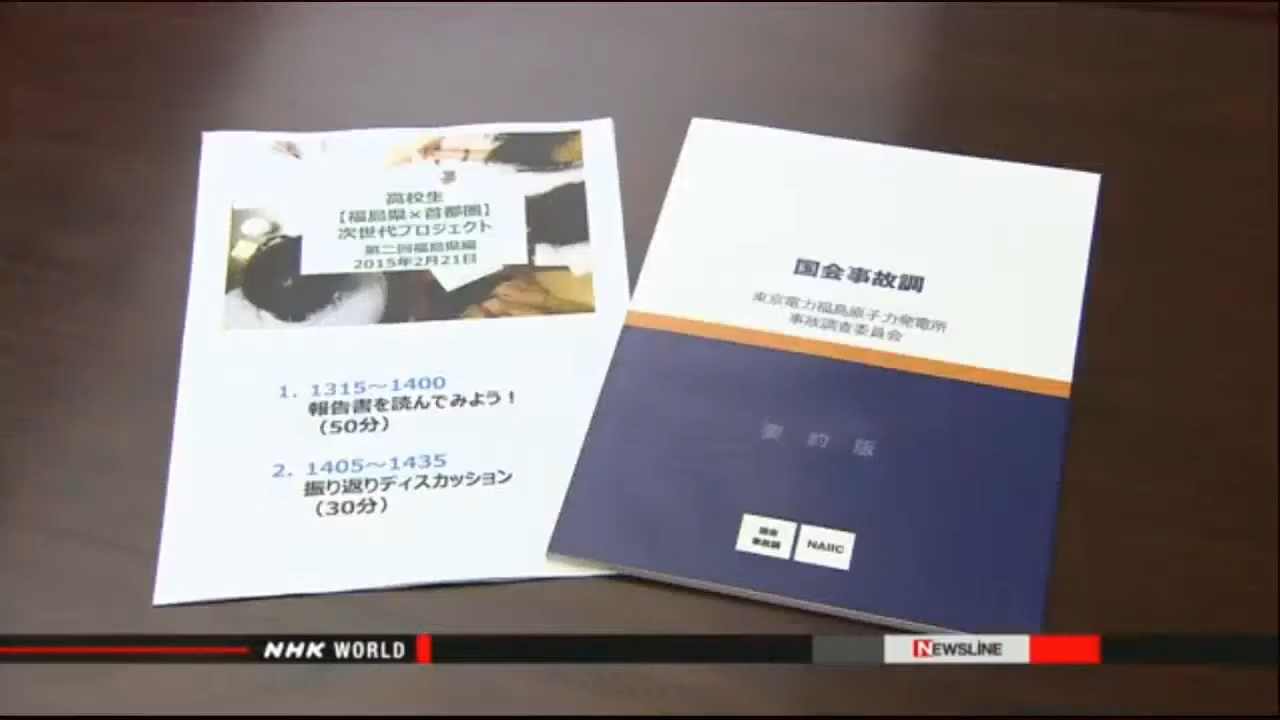 高校生
【福島県×首都圏】
次世代プロジェクト
第二回福島県編
2015年2月21日
1. 1315～1400
報告書を読んでみよう！
（50分）
2. 1405～1435
振り返りディスカッション
（30分）
国会事故調
東京電力福島原子力発電所
事故調査委員会
要約版
国会
事故調
NAIIC
NHK WORLD
NEWSLINE